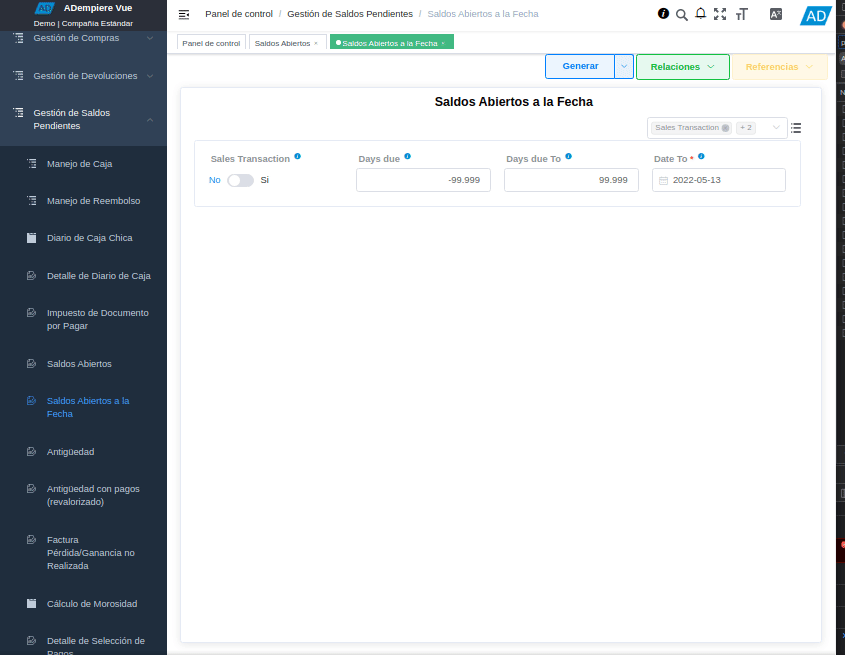 AD ADempiere Vue
Demo | Compañía Estándar
Gestión de Compras
Gestión de Devoluciones
Gestión de Saldos
Pendientes
Manejo de Caja
Manejo de Reembolso
Diario de Caja Chica
Detalle de Diario de Caja
Impuesto de Documento
por Pagar
Saldos Abiertos
Saldos Abiertos a la
Fecha
Antigüedad
Antigüedad con pagos
(revalorizado)
Factura
Pérdida/Ganancia no
Realizada
Cálculo de Morosidad
Detalle de Selección de
Pagos
Panel de control / Gestión de Saldos Pendientes / Saldos Abiertos a la Fecha
AD
Panel de control Saldos Abiertos × Saldos Abiertos a la Fecha ×
Generar Relaciones Referencias
Saldos Abiertos a la Fecha
Sales Transaction + 2
Sales Transaction Days due Days due To Date To *
No Si -99.999 99.999 2022-05-13